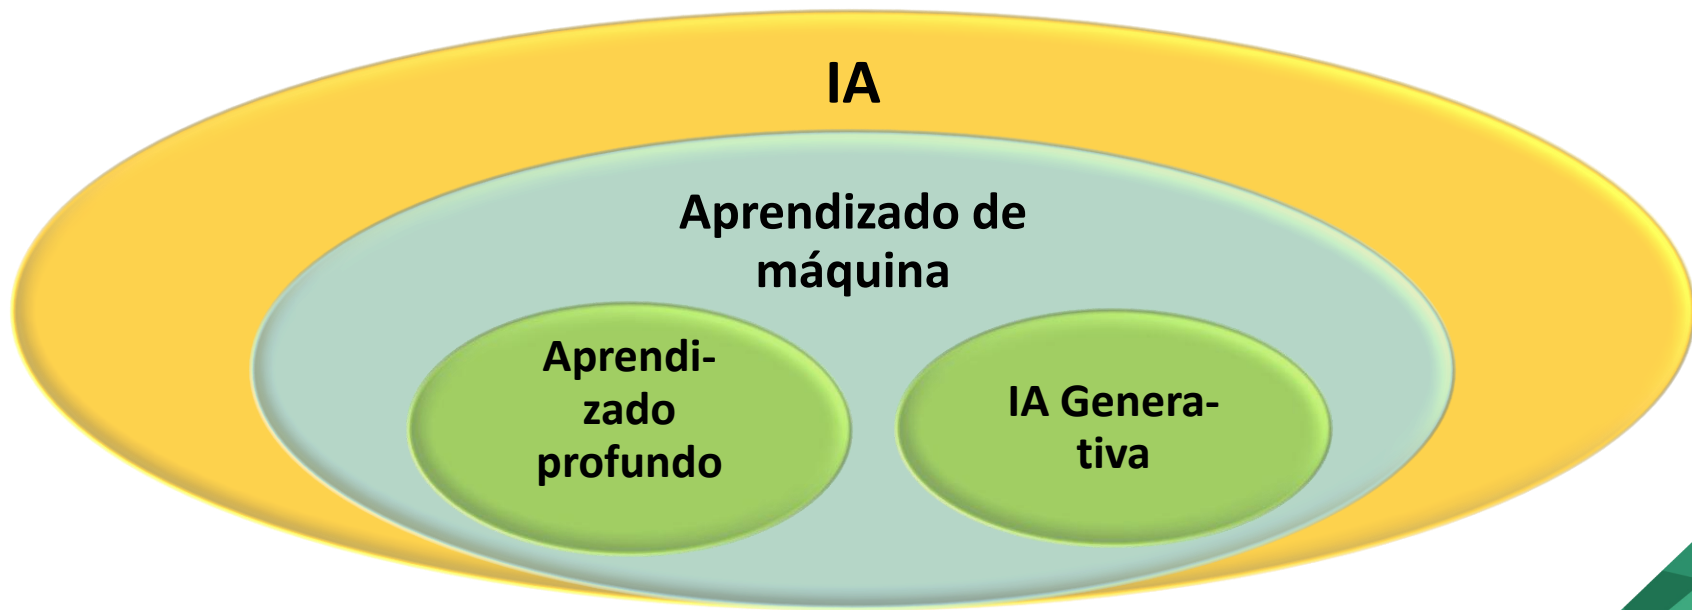 IA
Aprendizado de
máquina
Aprendi-
zado
profundo
IA Genera-
tiva